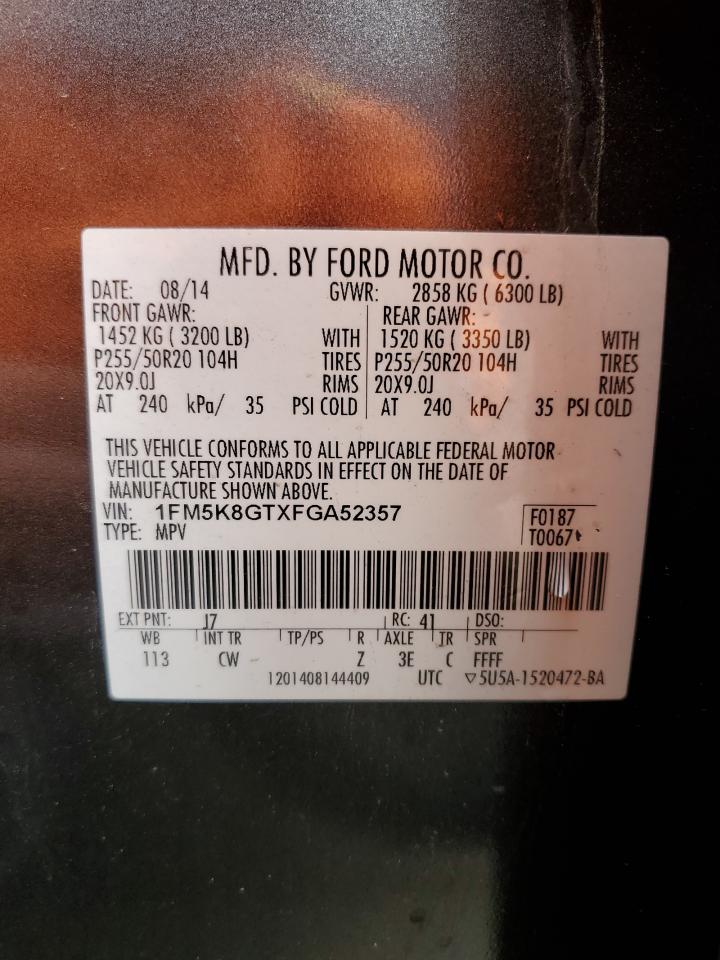 MFD. BY FORD MOTOR CO.
DATE: 08/14 GVWR: 2858 KG ( 6300 LB)
FRONT GAWR: REAR GAWR:
1452 KG ( 3200 LB) WITH 1520 KG ( 3350 LB) WITH
P255/50R20 104H TIRES P255/50R20 104H TIRES
20X9.0J RIMS 20X9.0J RIMS
AT 240 kPa/ 35 PSI COLD AT 240 kPa/ 35 PSI COLD
THIS VEHICLE CONFORMS TO ALL APPLICABLE FEDERAL MOTOR
VEHICLE SAFETY STANDARDS IN EFFECT ON THE DATE OF
MANUFACTURE SHOWN ABOVE.
VIN: 1FM5K8GTXFGA52357 F0187
TYPE: MPV T0067
EXT PNT: J7 RC: 41 DSO:
WB INT TR TP/PS R AXLE TR SPR
113 CW Z 3E C FFFF
1201408144409 UTC ▽5U5A-1520472-BA